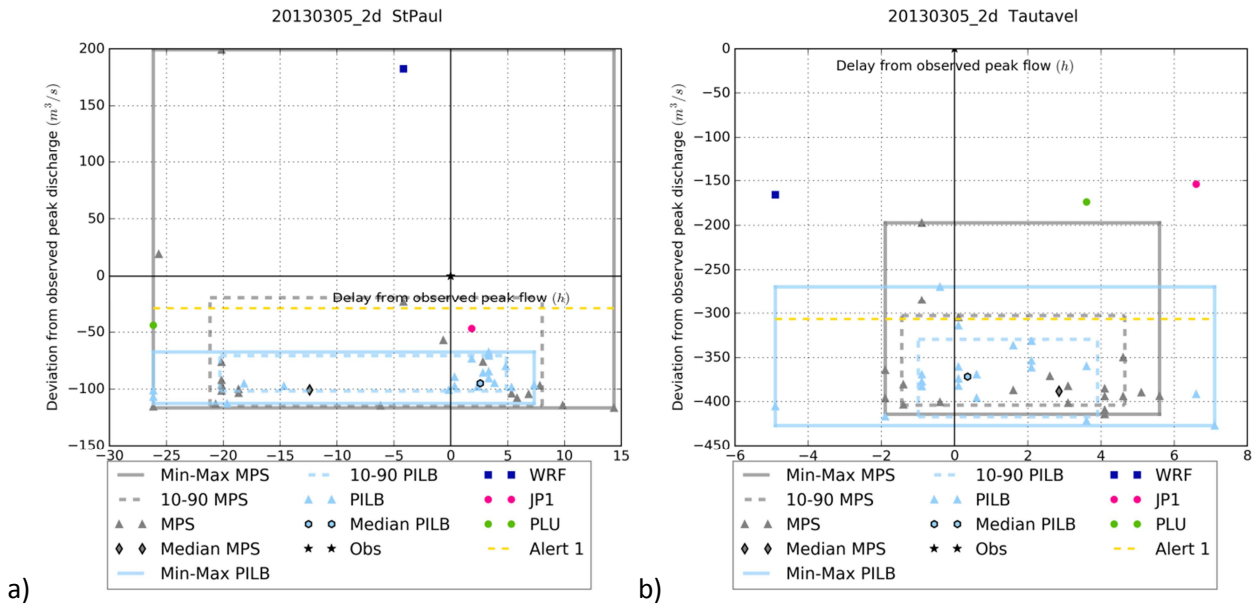 20130305_2d StPaul
Deviation from observed peak discharge (m³/s)
200
150
100
50
0
−50
−100
−150
Delay from observed peak flow (h)
−30 −25 −20 −15 −10 −5 0 5 10 15
Min-Max MPS
10-90 MPS
MPS
Median MPS
Min-Max PILB
10-90 PILB
PILB
Median PILB
Obs
WRF
JP1
PLU
Alert 1
a)
20130305_2d Tautavel
Deviation from observed peak discharge (m³/s)
0
−50
−100
−150
−200
−250
−300
−350
−400
−450
Delay from observed peak flow (h)
−6 −4 −2 0 2 4 6 8
Min-Max MPS
10-90 MPS
MPS
Median MPS
Min-Max PILB
10-90 PILB
PILB
Median PILB
Obs
WRF
JP1
PLU
Alert 1
b)